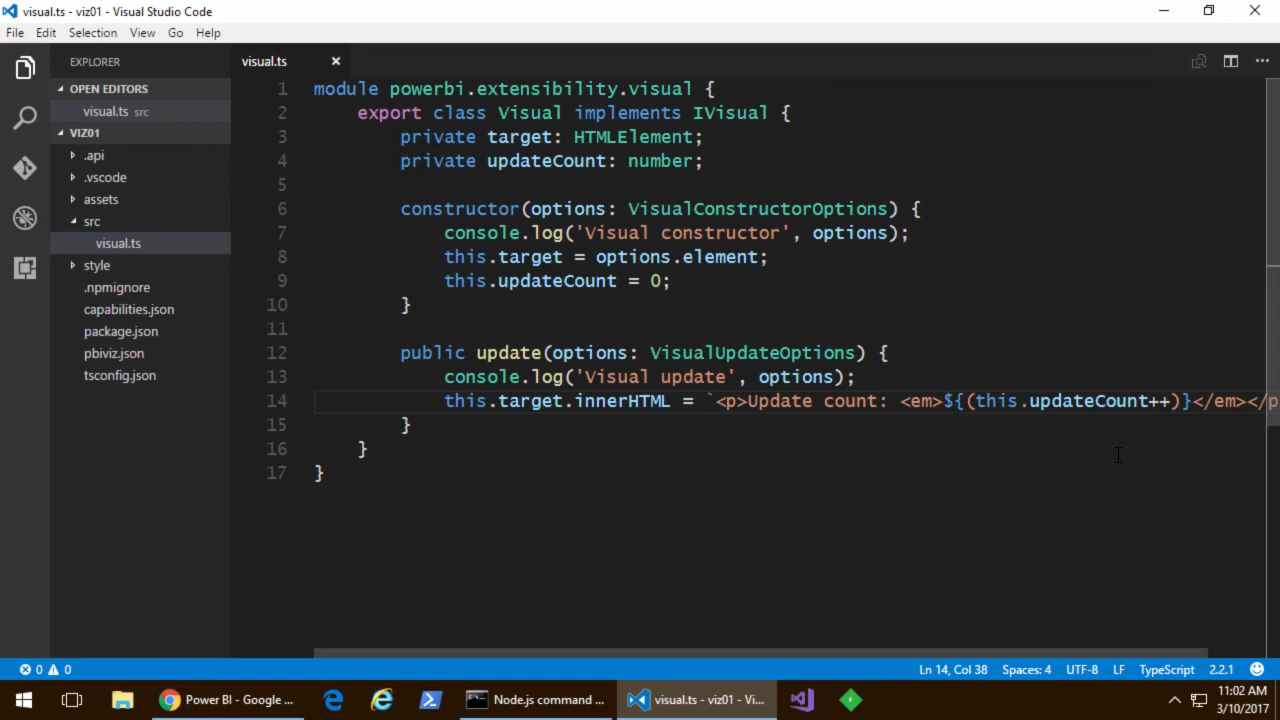 visual.ts - viz01 - Visual Studio Code
File Edit Selection View Go Help
EXPLORER
OPEN EDITORS
visual.ts src
VIZ01
.api
.vscode
assets
src
visual.ts
style
.npmignore
capabilities.json
package.json
pbiviz.json
tsconfig.json
visual.ts
1 module powerbi.extensibility.visual {
2 export class Visual implements IVisual {
3 private target: HTMLElement;
4 private updateCount: number;
5
6 constructor(options: VisualConstructorOptions) {
7 console.log('Visual constructor', options);
8 this.target = options.element;
9 this.updateCount = 0;
10 }
11
12 public update(options: VisualUpdateOptions) {
13 console.log('Visual update', options);
14 this.target.innerHTML = `<p>Update count: <em>${(this.updateCount++)}</em></p
15 }
16 }
17 }
0 0 Ln 14, Col 38 Spaces: 4 UTF-8 LF TypeScript 2.2.1
Power BI - Google ... Node.js command ... visual.ts - viz01 - Vi... 11:02 AM
3/10/2017